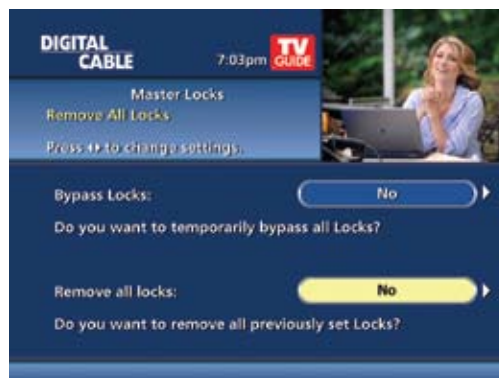 DIGITAL
CABLE
7:03pm
TV
GUIDE
Master Locks
Remove All Locks
Press ◂▸ to change settings.
Bypass Locks:
No
Do you want to temporarily bypass all Locks?
Remove all locks:
No
Do you want to remove all previously set Locks?